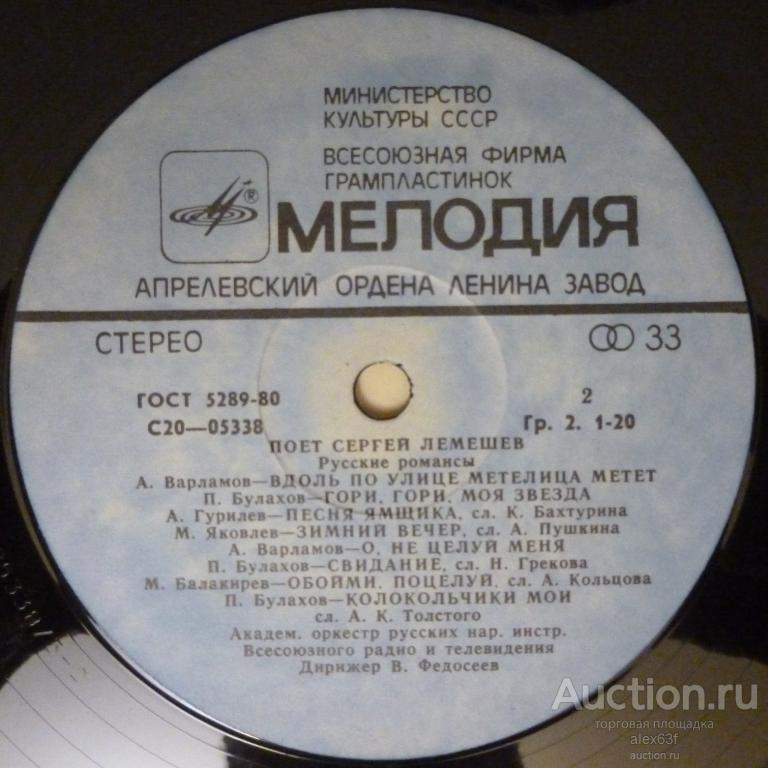 МИНИСТЕРСТВО
КУЛЬТУРЫ СССР
ВСЕСОЮЗНАЯ ФИРМА
ГРАМПЛАСТИНОК
®
МЕЛОДИЯ
АПРЕЛЕВСКИЙ ОРДЕНА ЛЕНИНА ЗАВОД
СТЕРЕО 33
ГОСТ 5289-80 2
С20—05338 Гр. 2. 1-20
ПОЕТ СЕРГЕЙ ЛЕМЕШЕВ
Русские романсы
А. Варламов—ВДОЛЬ ПО УЛИЦЕ МЕТЕЛИЦА МЕТЕТ
П. Булахов—ГОРИ, ГОРИ, МОЯ ЗВЕЗДА
А. Гурилев—ПЕСНЯ ЯМЩИКА, сл. К. Бахтурина
М. Яковлев—ЗИМНИЙ ВЕЧЕР, сл. А. Пушкина
А. Варламов—О, НЕ ЦЕЛУЙ МЕНЯ
П. Булахов—СВИДАНИЕ, сл. Н. Грекова
М. Балакирев—ОБОЙМИ, ПОЦЕЛУЙ, сл. А. Кольцова
П. Булахов—КОЛОКОЛЬЧИКИ МОИ
сл. А. К. Толстого
Академ. оркестр русских нар. инстр.
Всесоюзного радио и телевидения
Дирижер В. Федосеев
Auction.ru
торговая площадка
alex63f
auction.ru